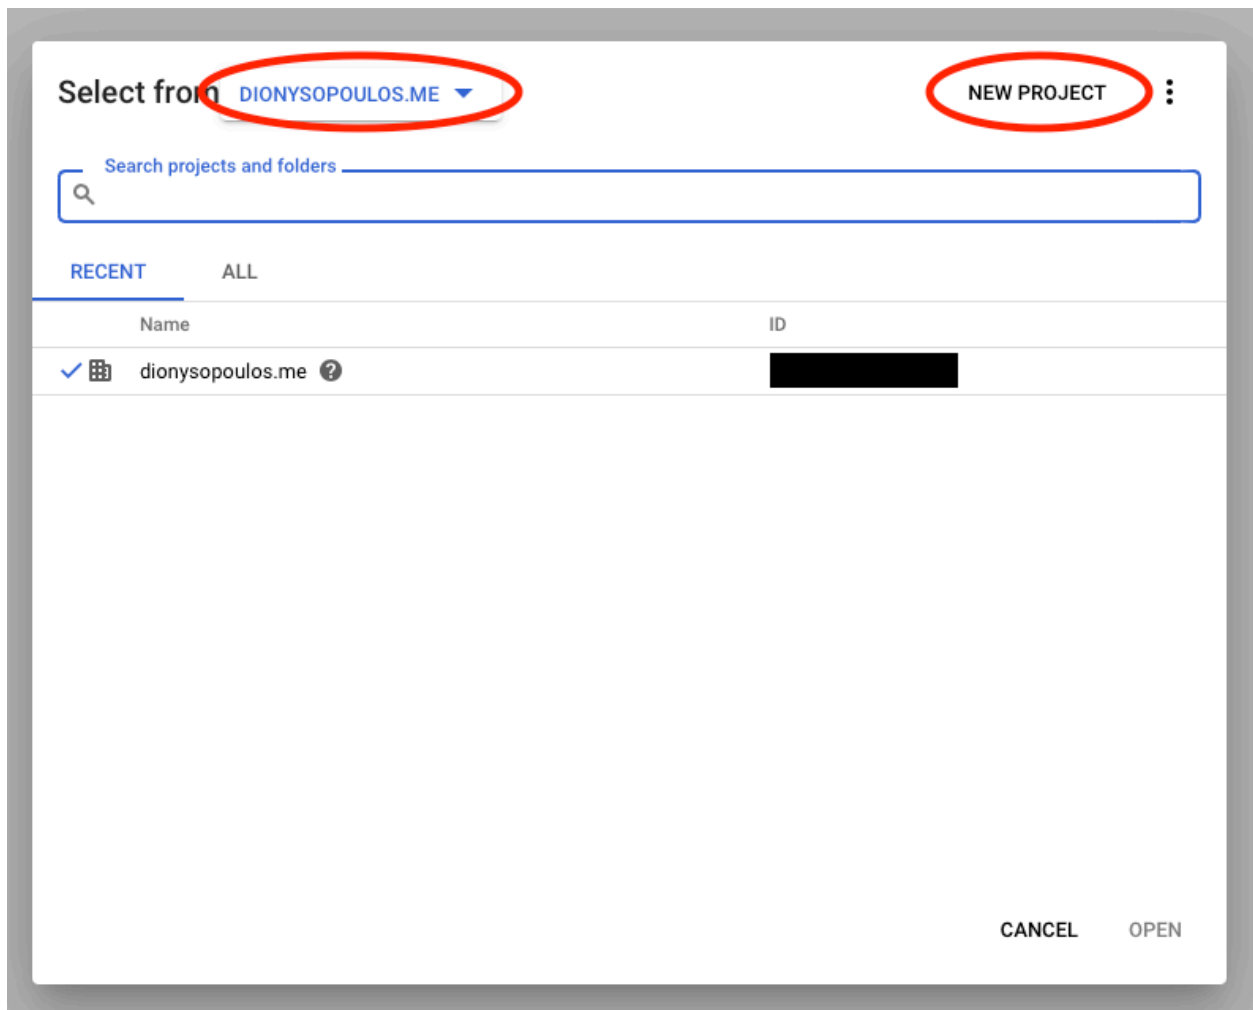 Select from DIONYSOPOULOS.ME NEW PROJECT
Search projects and folders
RECENT ALL
Name ID
dionysopoulos.me
CANCEL OPEN